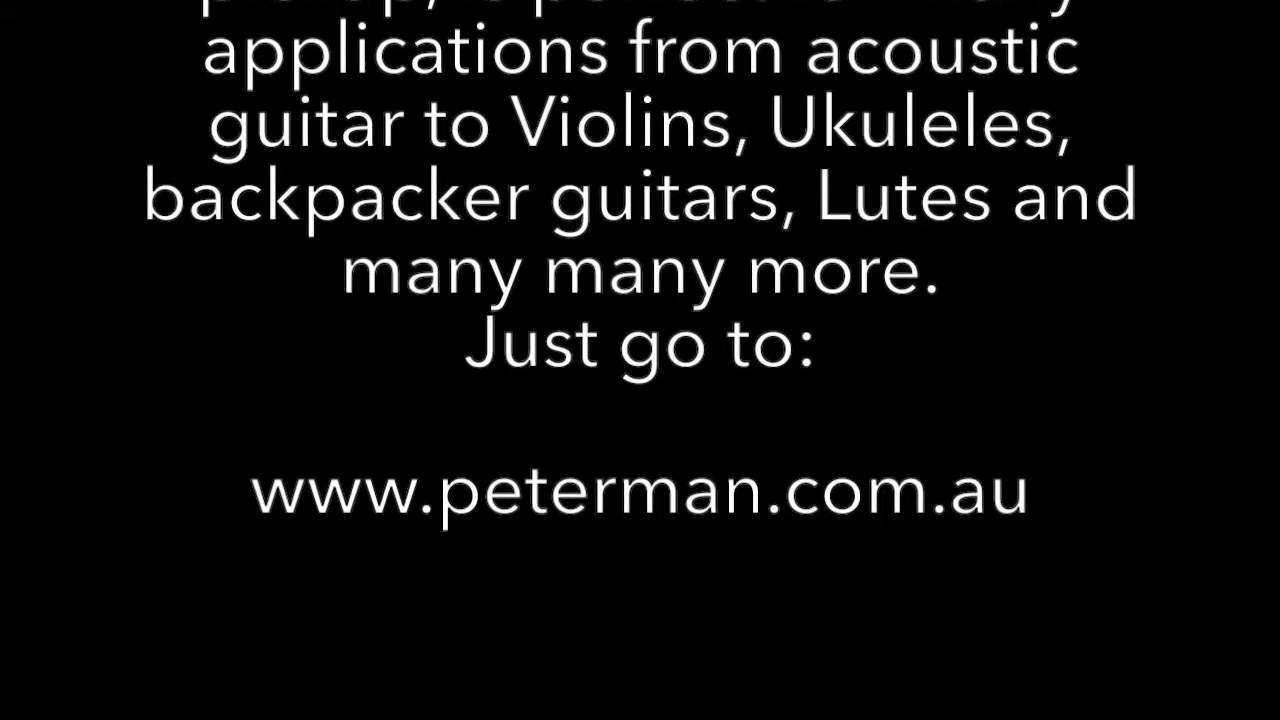 applications from acoustic
guitar to Violins, Ukuleles,
backpacker guitars, Lutes and
many many more.
Just go to:
www.peterman.com.au